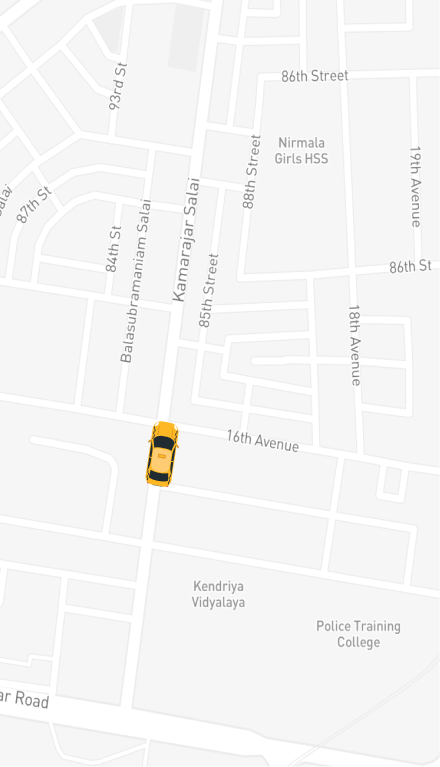 86th Street
93rd St
Nirmala
Girls HSS
88th Street
19th Avenue
87th St
Kamarajar Salai
Balasubramaniam Salai
84th St
85th Street
86th St
18th Avenue
16th Avenue
Kendriya
Vidyalaya
Police Training
College
ar Road